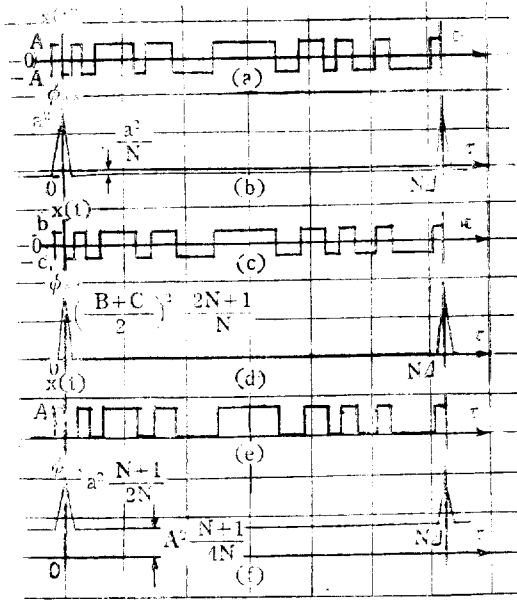 x(t)
A
0
-A
(a)
ϕ
a²
a²/N
τ
0
(b)
NΔ
x(t)
b
0
-c
(c)
ϕ
(B+C/2)² 2N+1/N
τ
0
(d)
NΔ
x(t)
A
τ
(e)
a² N+1/2N
A² N+1/4N
NΔ
τ
0
(f)